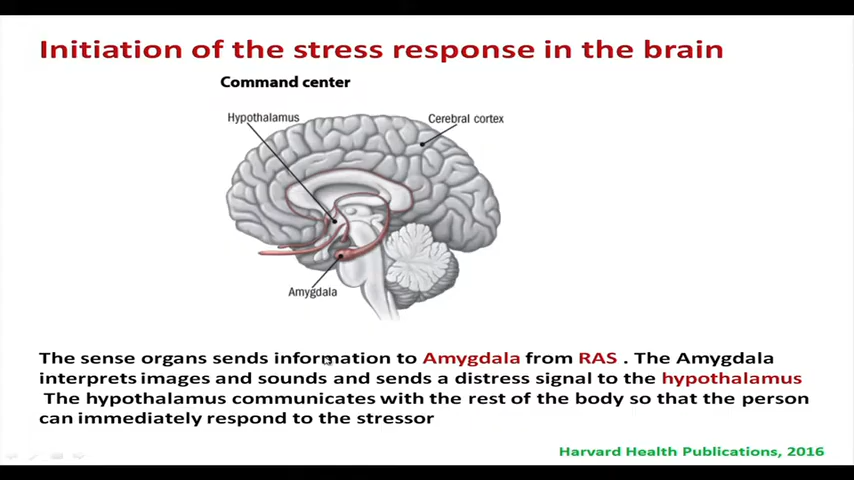 Initiation of the stress response in the brain
Command center
Hypothalamus
Cerebral cortex
Amygdala
The sense organs sends information to Amygdala from RAS . The Amygdala
interprets images and sounds and sends a distress signal to the hypothalamus
The hypothalamus communicates with the rest of the body so that the person
can immediately respond to the stressor
Harvard Health Publications, 2016